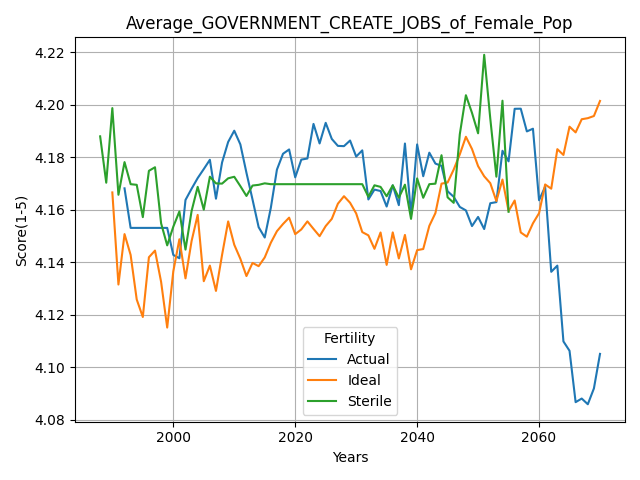 Average_GOVERNMENT_CREATE_JOBS_of_Female_Pop
4.22
4.20
4.18
4.16
4.14
4.12
4.10
4.08
Score(1-5)
Fertility
Actual
Ideal
Sterile
2000 2020 2040 2060
Years